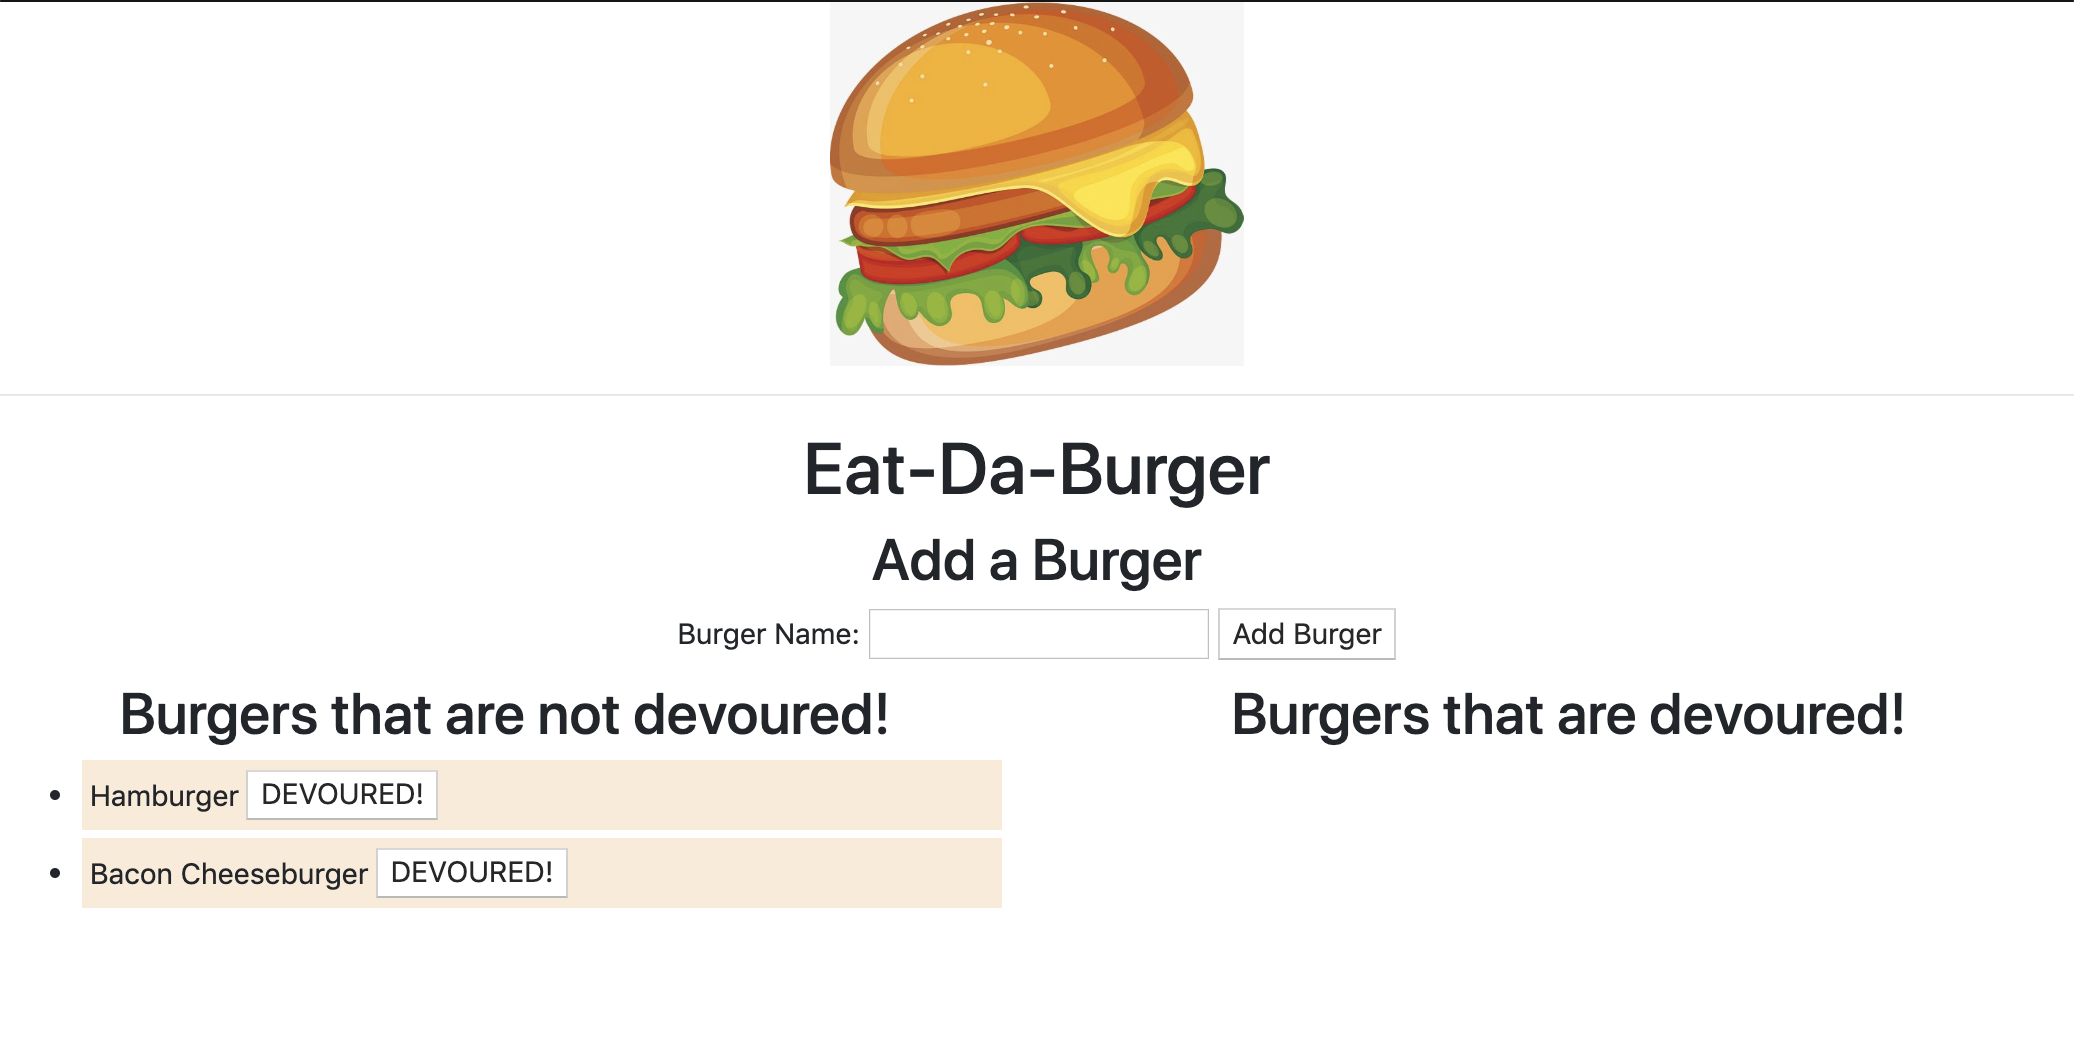 Eat-Da-Burger
Add a Burger
Burger Name: Add Burger
Burgers that are not devoured!
Hamburger DEVOURED!
Bacon Cheeseburger DEVOURED!
Burgers that are devoured!